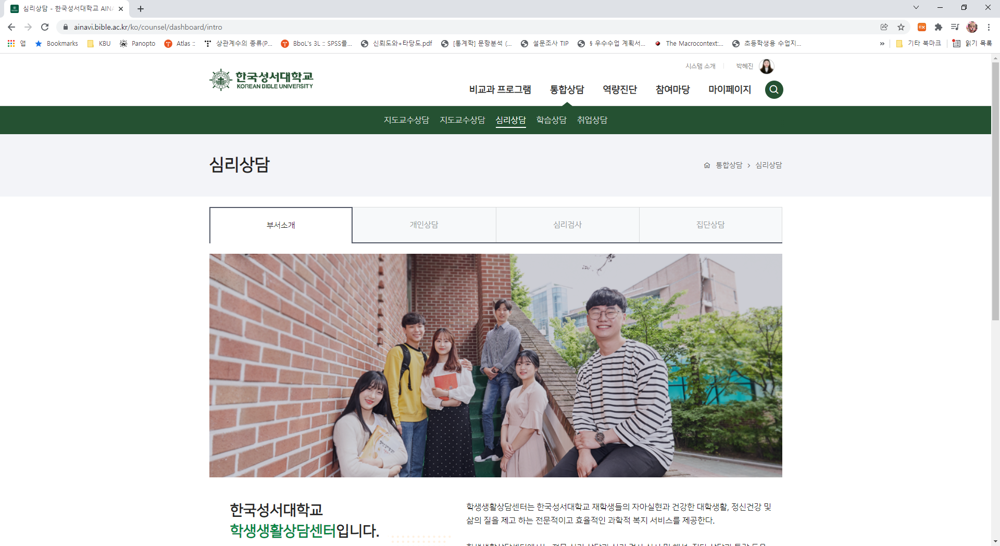 심리상담 - 한국성서대학교 AINA
ainavi.bible.ac.kr/ko/counsel/dashboard/intro
앱 Bookmarks KBU Panopto Atlas :: 상관계수의 종류(P... BboL's 3L :: SPSS를... 신뢰도와+타당도.pdf [통계학] 문항분석 (... 설문조사 TIP § 우수수업 계획서... The Macrocontext:... 초등학생용 수업지... » 기타 북마크 읽기 목록
시스템 소개 박혜진
한국성서대학교
KOREAN BIBLE UNIVERSITY
비교과 프로그램 통합상담 역량진단 참여마당 마이페이지
지도교수상담 지도교수상담 심리상담 학습상담 취업상담
심리상담
통합상담 > 심리상담
부서소개 개인상담 심리검사 집단상담
한국성서대학교
학생생활상담센터입니다.
학생생활상담센터는 한국성서대학교 재학생들의 자아실현과 건강한 대학생활, 정신건강 및
삶의 질을 제고 하는 전문적이고 효율적인 과학적 복지 서비스를 제공한다.